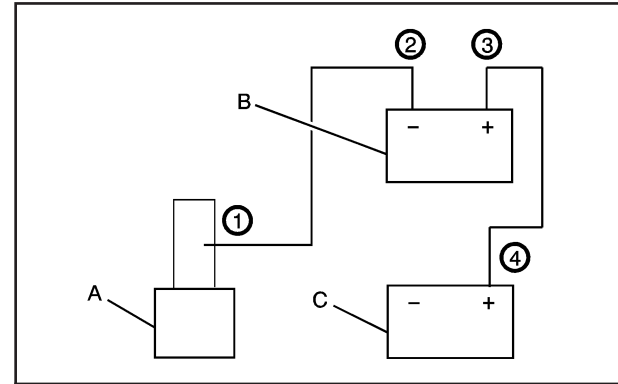 ② ③
B
− +
①
④
A
C
− +